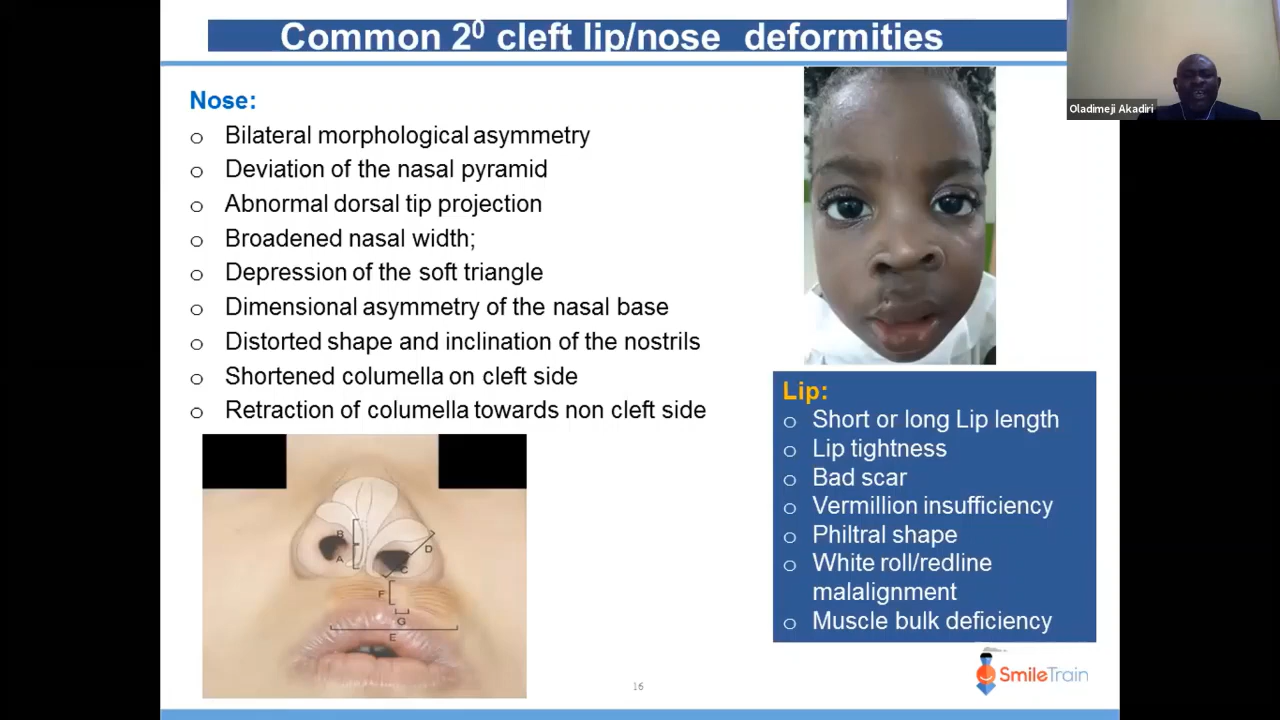 Common 2⁰ cleft lip/nose deformities
Oladimeji Akadiri
Nose:
o Bilateral morphological asymmetry
o Deviation of the nasal pyramid
o Abnormal dorsal tip projection
o Broadened nasal width;
o Depression of the soft triangle
o Dimensional asymmetry of the nasal base
o Distorted shape and inclination of the nostrils
o Shortened columella on cleft side
o Retraction of columella towards non cleft side
Lip:
o Short or long Lip length
o Lip tightness
o Bad scar
o Vermillion insufficiency
o Philtral shape
o White roll/redline
malalignment
o Muscle bulk deficiency
B
A
D
C
F
G
E
16
SmileTrain